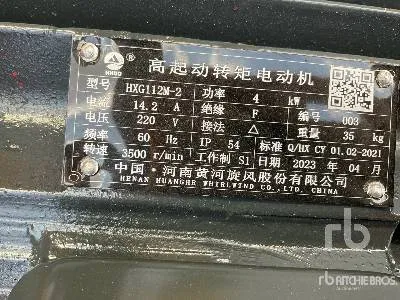 HHXF ®
高起动转矩电动机
型号 HXG112M-2 功率 4 kW
电流 14.2 A 绝缘 F 编号 003
电压 220 V 接法 △ 重量 35 kg
频率 60 Hz IP 54 标准 Q/HX CY 01.02-2021
转速 3500 r/min 工作制 S1 日期 2023 年 04 月
中国·河南黄河旋风股份有限公司
HENAN HUANGHE WHIRLWIND CO.,LTD. CHINA
rb
rb
RITCHIE BROS.
Auctioneers